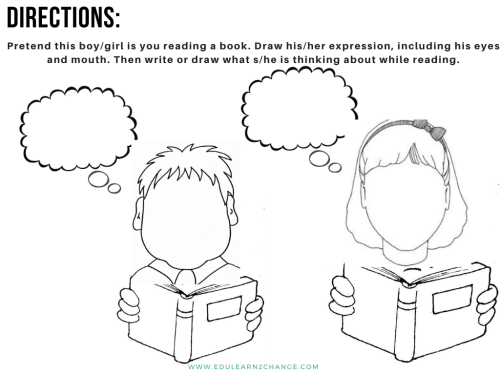 DIRECTIONS:
Pretend this boy/girl is you reading a book. Draw his/her expression, including his eyes
and mouth. Then write or draw what s/he is thinking about while reading.
WWW.EDULEARN2CHANGE.COM